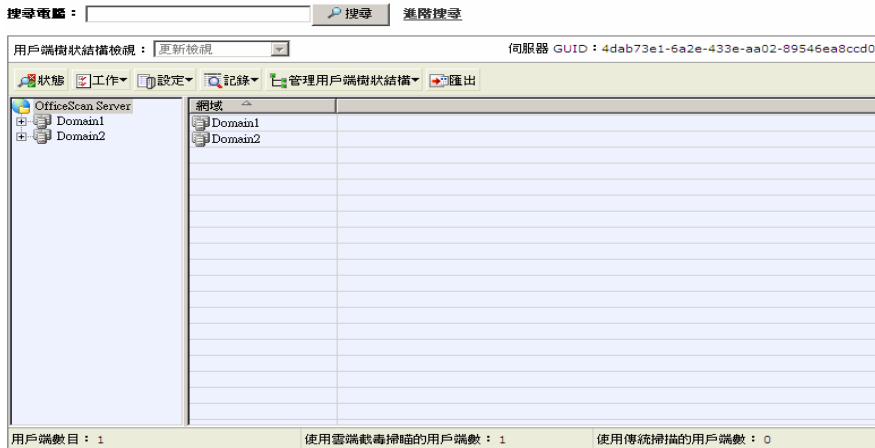 搜尋電腦： 搜尋 進階搜尋
用戶端樹狀結構檢視： 更新檢視 伺服器 GUID：4dab73e1-6a2e-433e-aa02-89546ea8ccd0
狀態 工作 設定 記錄 管理用戶端樹狀結構 匯出
OfficeScan Server 網域
Domain1 Domain1
Domain2 Domain2
用戶端數目：1 使用雲端截毒掃瞄的用戶端數：1 使用傳統掃描的用戶端數：0